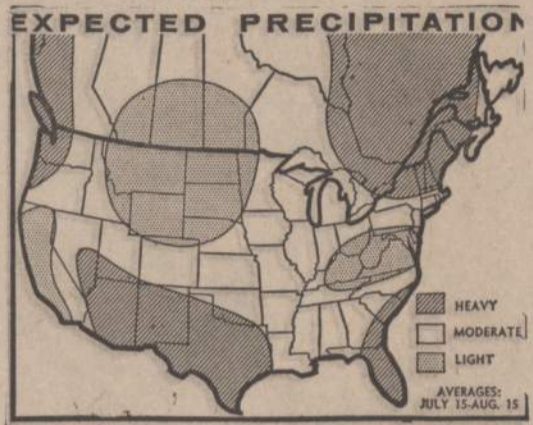 EXPECTED PRECIPITATION
HEAVY
MODERATE
LIGHT
AVERAGES:
JULY 15-AUG. 15